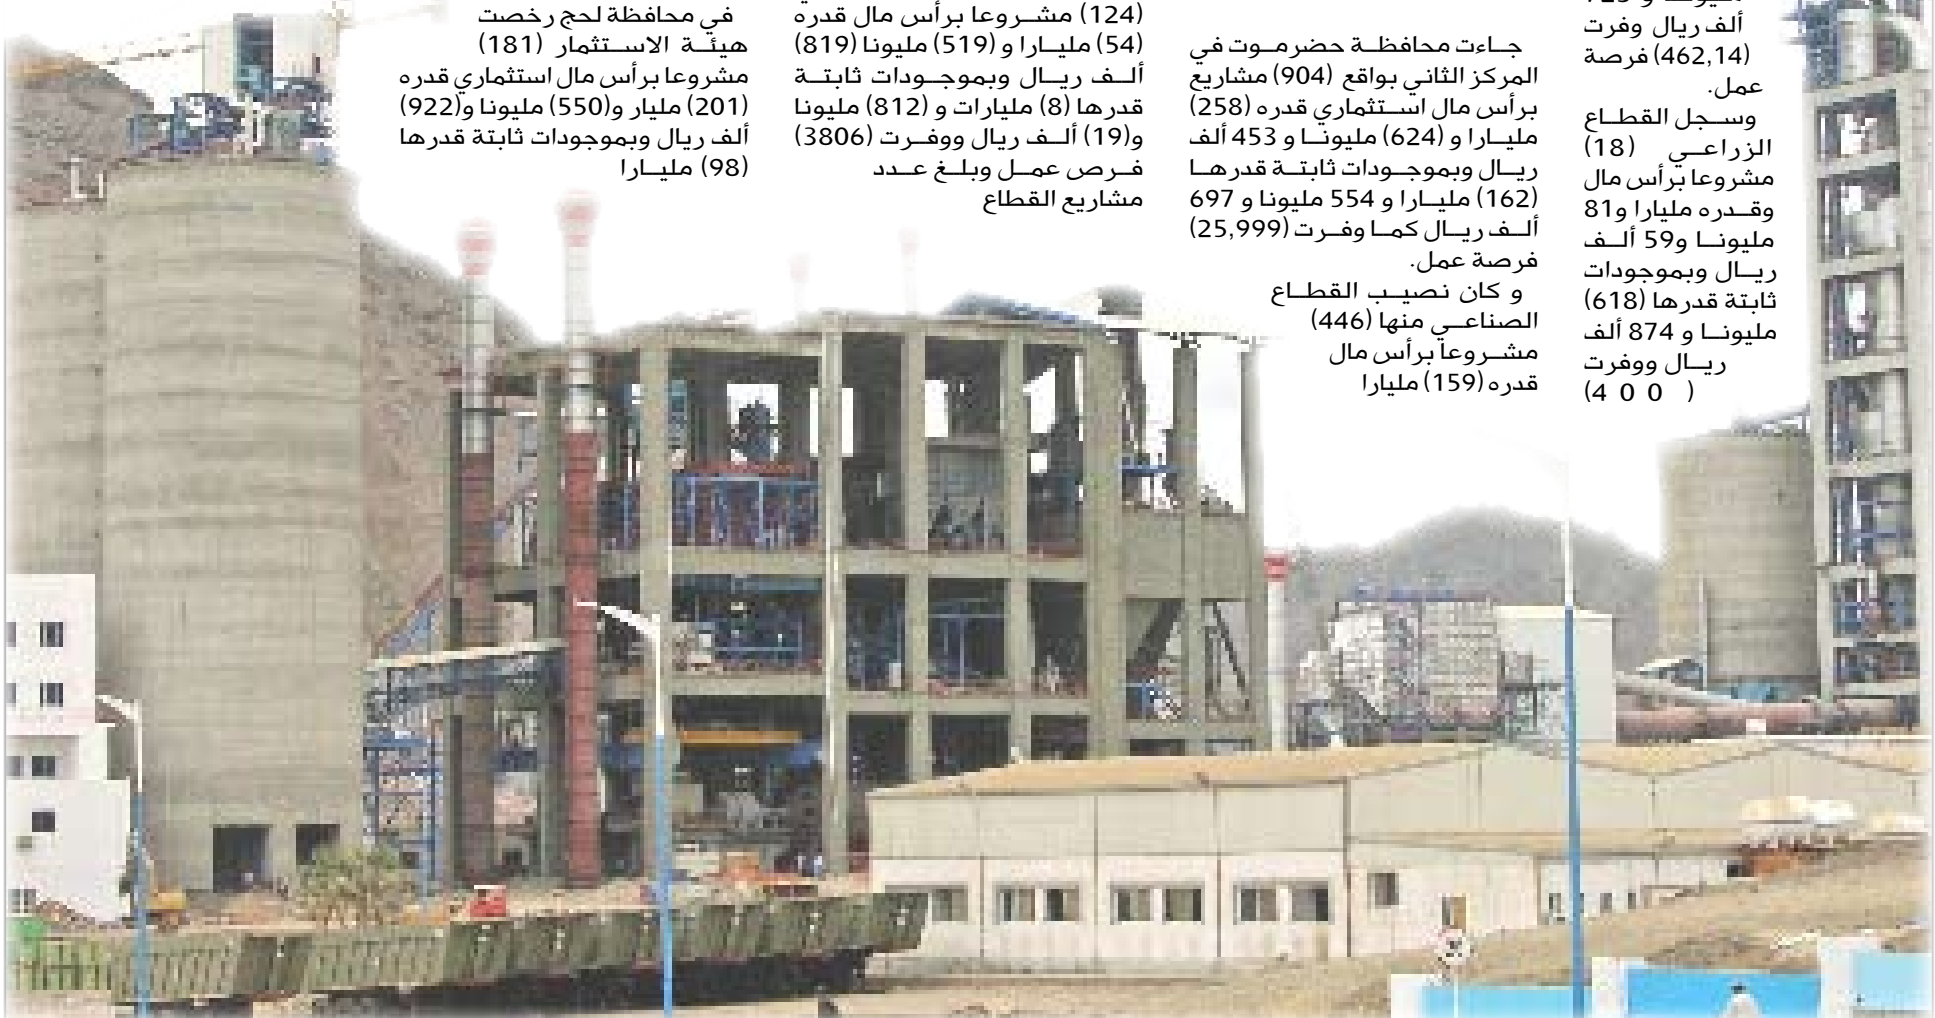 ألف ريال وفرت
(462,14) فرصة
عمل.
وسجل القطاع
الزراعي (18)
مشروعا برأس مال
وقدره مليارا و81
مليونا و59 ألف
ريال وبموجودات
ثابتة قدرها (618)
مليونا و 874 ألف
ريال ووفرت
(400)
جاءت محافظة حضرموت في
المركز الثاني بواقع (904) مشاريع
برأس مال استثماري قدره (258)
مليارا و (624) مليونا و 453 ألف
ريال وبموجودات ثابتة قدرها
(162) مليارا و 554 مليونا و 697
ألف ريال كما وفرت (25,999)
فرصة عمل.
و كان نصيب القطاع
الصناعي منها (446)
مشروعا برأس مال
قدره (159) مليارا
(124) مشروعا برأس مال قدره
(54) مليارا و (519) مليونا (819)
ألف ريال وبموجودات ثابتة
قدرها (8) مليارات و (812) مليونا
و(19) ألف ريال ووفرت (3806)
فرص عمل وبلغ عدد
مشاريع القطاع
في محافظة لحج رخصت
هيئة الاستثمار (181)
مشروعا برأس مال استثماري قدره
(201) مليار و(550) مليونا و(922)
ألف ريال وبموجودات ثابتة قدرها
(98) مليارا